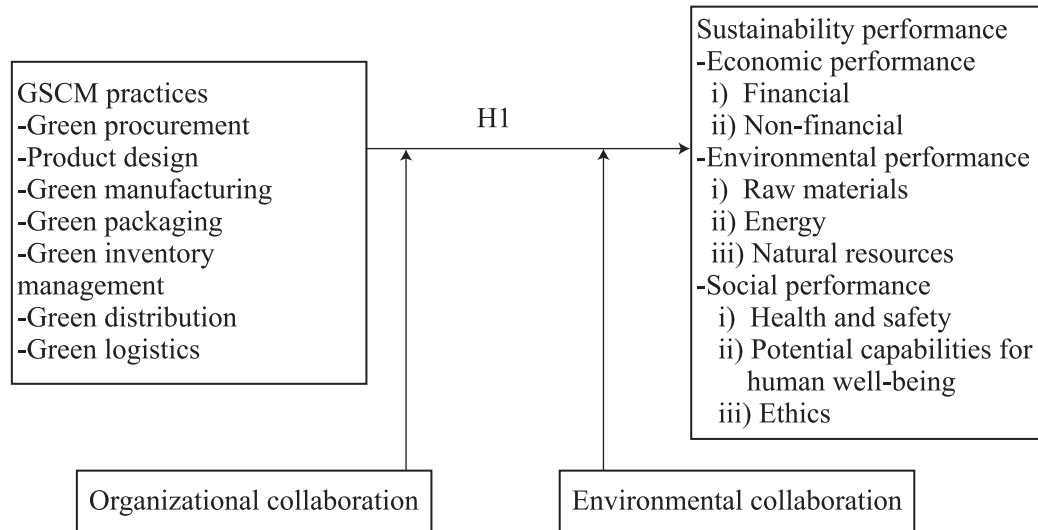 GSCM practices
-Green procurement
-Product design
-Green manufacturing
-Green packaging
-Green inventory
management
-Green distribution
-Green logistics
H1
Sustainability performance
-Economic performance
i) Financial
ii) Non-financial
-Environmental performance
i) Raw materials
ii) Energy
iii) Natural resources
-Social performance
i) Health and safety
ii) Potential capabilities for
human well-being
iii) Ethics
Organizational collaboration
Environmental collaboration